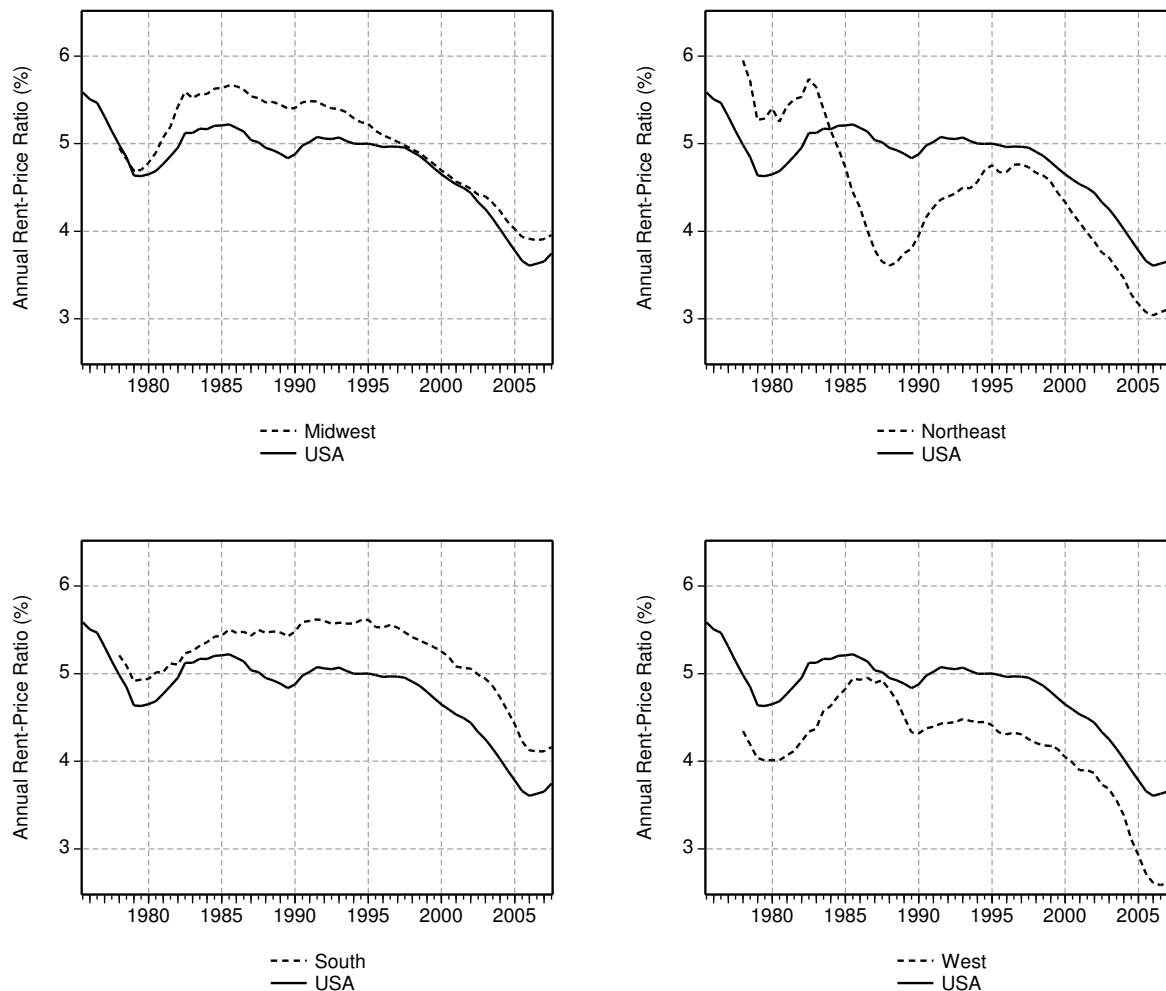 Annual Rent-Price Ratio (%)
6
5
4
3
1980 1985 1990 1995 2000 2005
Midwest
USA
Annual Rent-Price Ratio (%)
6
5
4
3
1980 1985 1990 1995 2000 2005
Northeast
USA
Annual Rent-Price Ratio (%)
6
5
4
3
1980 1985 1990 1995 2000 2005
South
USA
Annual Rent-Price Ratio (%)
6
5
4
3
1980 1985 1990 1995 2000 2005
West
USA